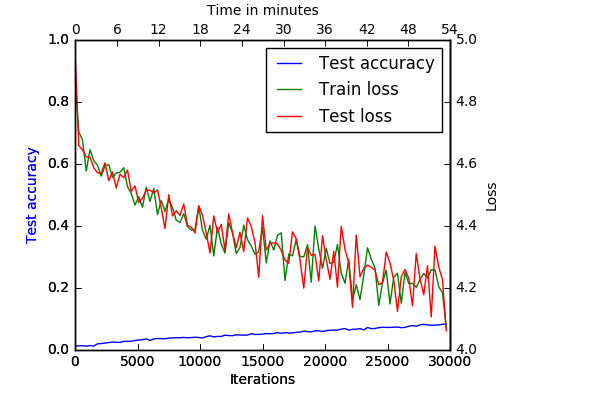 Time in minutes
0 6 12 18 24 30 36 42 48 54
1.0 5.0
Test accuracy
Train loss
Test loss
0.8 4.8
0.6 4.6
Test accuracy
Loss
0.4 4.4
0.2 4.2
0.0 4.0
0 5000 10000 15000 20000 25000 30000
Iterations